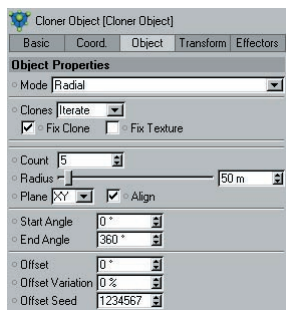 Cloner Object [Cloner Object]
Basic Coord. Object Transform Effectors
Object Properties
Mode Radial
Clones Iterate
Fix Clone Fix Texture
Count 5
Radius 50 m
Plane XY Align
Start Angle 0 °
End Angle 360 °
Offset 0 °
Offset Variation 0 %
Offset Seed 1234567